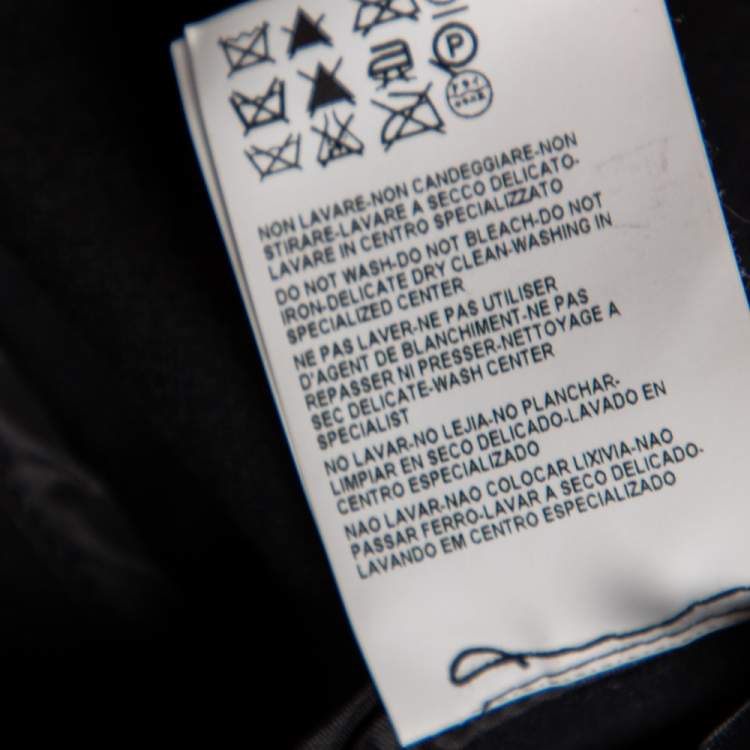 P
NON LAVARE-NON CANDEGGIARE-NON
STIRARE-LAVARE A SECCO DELICATO-
LAVARE IN CENTRO SPECIALIZZATO
DO NOT WASH-DO NOT BLEACH-DO NOT
IRON-DELICATE DRY CLEAN-WASHING IN
SPECIALIZED CENTER
NE PAS LAVER-NE PAS UTILISER
D'AGENT DE BLANCHIMENT-NE PAS
REPASSER NI PRESSER-NETTOYAGE A
SEC DELICATE-WASH CENTER
SPECIALIST
NO LAVAR-NO LEJIA-NO PLANCHAR-
LIMPIAR EN SECO DELICADO-LAVADO EN
CENTRO ESPECIALIZADO
NAO LAVAR-NAO COLOCAR LIXIVIA-NAO
PASSAR FERRO-LAVAR A SECO DELICADO-
LAVANDO EM CENTRO ESPECIALIZADO